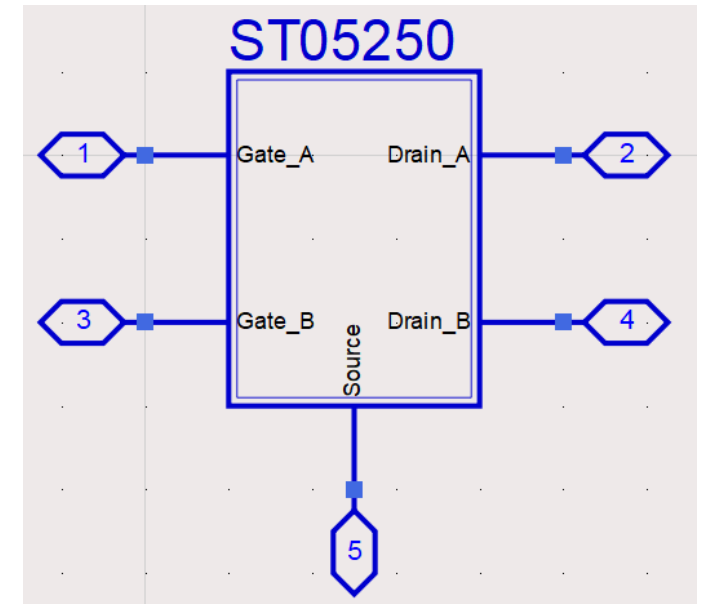 ST05250
1
Gate_A
Drain_A
2
3
Gate_B
Drain_B
4
Source
5